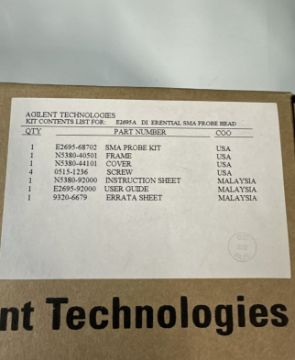 AGILENT TECHNOLOGIES
KIT CONTENTS LIST FOR: E2695A DI ERENTIAL SMA PROBE HEAD
QTY PART NUMBER COO
1 E2695-68702 SMA PROBE KIT USA
1 N5380-40501 FRAME USA
1 N5380-44101 COVER USA
4 0515-1236 SCREW USA
1 N5380-92000 INSTRUCTION SHEET MALAYSIA
1 E2695-92000 USER GUIDE MALAYSIA
1 9320-6679 ERRATA SHEET MALAYSIA
nt Technologies